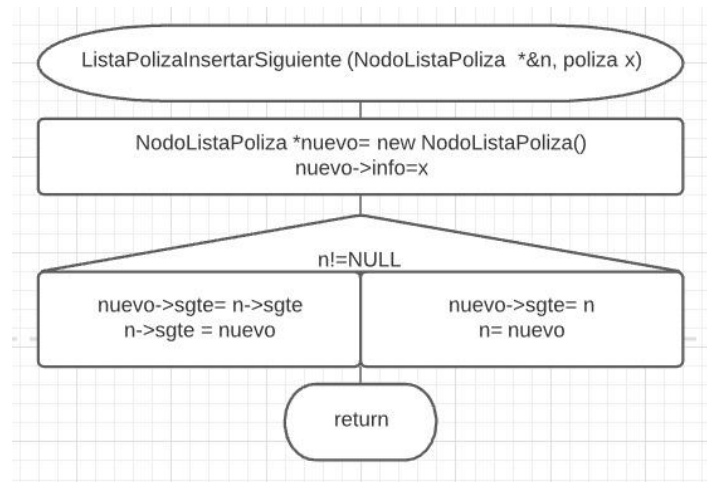 ListaPolizaInsertarSiguiente (NodoListaPoliza *&n, poliza x)
NodoListaPoliza *nuevo= new NodoListaPoliza()
nuevo->info=x
n!=NULL
nuevo->sgte= n->sgte
n->sgte = nuevo
nuevo->sgte= n
n= nuevo
return